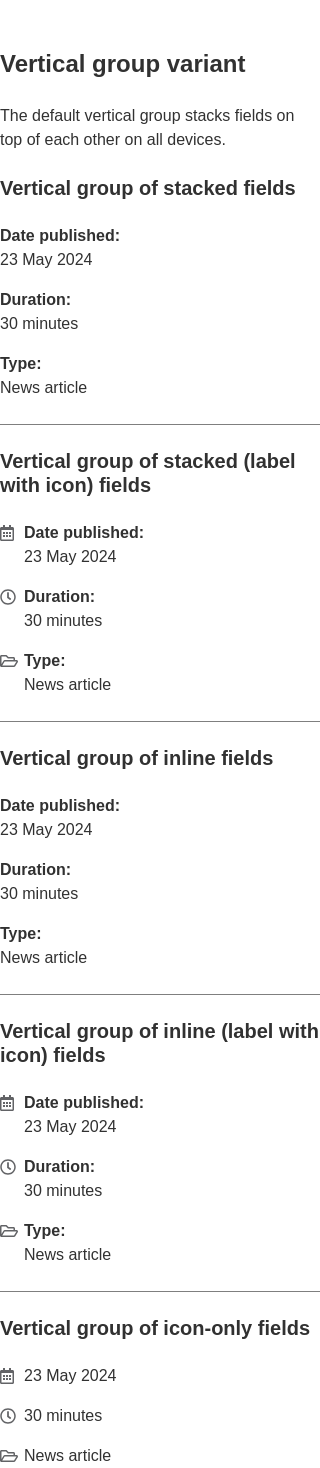 Vertical group variant
The default vertical group stacks fields on
top of each other on all devices.
Vertical group of stacked fields
Date published:
23 May 2024
Duration:
30 minutes
Type:
News article
Vertical group of stacked (label
with icon) fields
Date published:
23 May 2024
Duration:
30 minutes
Type:
News article
Vertical group of inline fields
Date published:
23 May 2024
Duration:
30 minutes
Type:
News article
Vertical group of inline (label with
icon) fields
Date published:
23 May 2024
Duration:
30 minutes
Type:
News article
Vertical group of icon-only fields
23 May 2024
30 minutes
News article